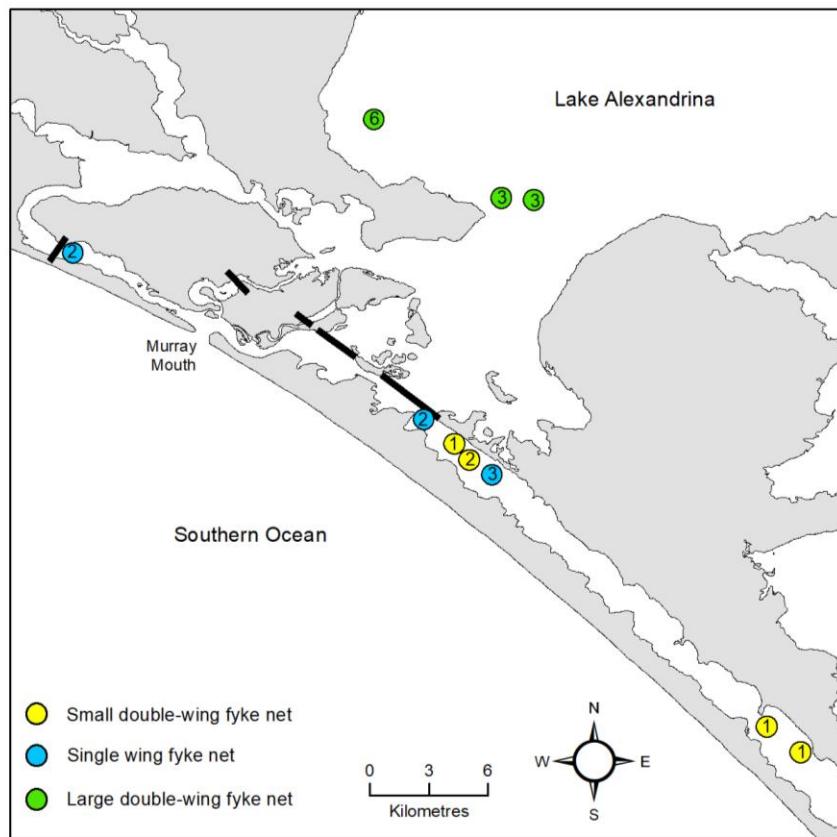 Lake Alexandrina
6
3
3
2
Murray
Mouth
2
1
2
3
Southern Ocean
1
1
Small double-wing fyke net
Single wing fyke net
Large double-wing fyke net
0 3 6
Kilometres
N
W E
S